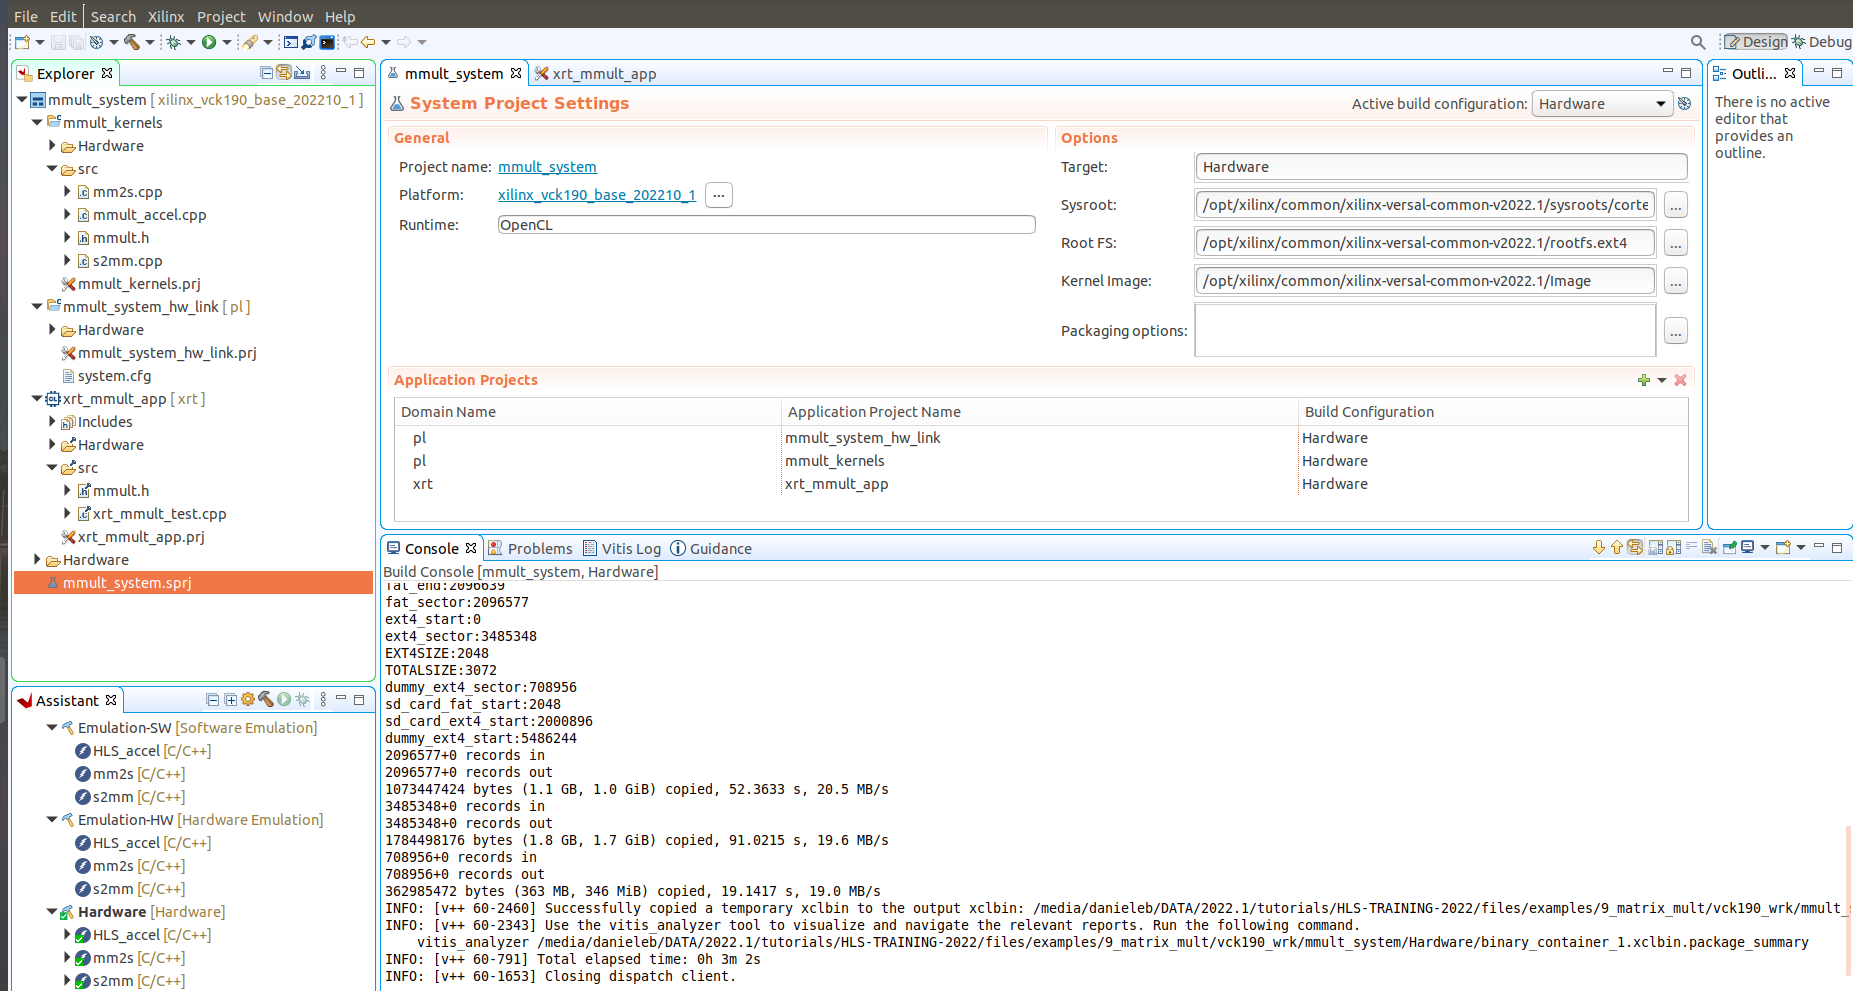 File Edit Search Xilinx Project Window Help
Design Debug
Explorer
mmult_system [ xilinx_vck190_base_202210_1 ]
mmult_kernels
Hardware
src
mm2s.cpp
mmult_accel.cpp
mmult.h
s2mm.cpp
mmult_kernels.prj
mmult_system_hw_link [ pl ]
Hardware
mmult_system_hw_link.prj
system.cfg
xrt_mmult_app [ xrt ]
Includes
Hardware
src
mmult.h
xrt_mmult_test.cpp
xrt_mmult_app.prj
Hardware
mmult_system.sprj
Assistant
Emulation-SW [Software Emulation]
HLS_accel [C/C++]
mm2s [C/C++]
s2mm [C/C++]
Emulation-HW [Hardware Emulation]
HLS_accel [C/C++]
mm2s [C/C++]
s2mm [C/C++]
Hardware [Hardware]
HLS_accel [C/C++]
mm2s [C/C++]
s2mm [C/C++]
mmult_system xrt_mmult_app
System Project Settings
Active build configuration: Hardware
General
Project name: mmult_system
Platform: xilinx_vck190_base_202210_1 ...
Runtime: OpenCL
Options
Target: Hardware
Sysroot: /opt/xilinx/common/xilinx-versal-common-v2022.1/sysroots/corte ...
Root FS: /opt/xilinx/common/xilinx-versal-common-v2022.1/rootfs.ext4 ...
Kernel Image: /opt/xilinx/common/xilinx-versal-common-v2022.1/Image ...
Packaging options: ...
Application Projects
Domain Name Application Project Name Build Configuration
pl mmult_system_hw_link Hardware
pl mmult_kernels Hardware
xrt xrt_mmult_app Hardware
Outli...
There is no active
editor that
provides an
outline.
Console Problems Vitis Log Guidance
Build Console [mmult_system, Hardware]
fat_end:2096639
fat_sector:2096577
ext4_start:0
ext4_sector:3485348
EXT4SIZE:2048
TOTALSIZE:3072
dummy_ext4_sector:708956
sd_card_fat_start:2048
sd_card_ext4_start:2000896
dummy_ext4_start:5486244
2096577+0 records in
2096577+0 records out
1073447424 bytes (1.1 GB, 1.0 GiB) copied, 52.3633 s, 20.5 MB/s
3485348+0 records in
3485348+0 records out
1784498176 bytes (1.8 GB, 1.7 GiB) copied, 91.0215 s, 19.6 MB/s
708956+0 records in
708956+0 records out
362985472 bytes (363 MB, 346 MiB) copied, 19.1417 s, 19.0 MB/s
INFO: [v++ 60-2460] Successfully copied a temporary xclbin to the output xclbin: /media/danieleb/DATA/2022.1/tutorials/HLS-TRAINING-2022/files/examples/9_matrix_mult/vck190_wrk/mmult_s
INFO: [v++ 60-2343] Use the vitis_analyzer tool to visualize and navigate the relevant reports. Run the following command.
vitis_analyzer /media/danieleb/DATA/2022.1/tutorials/HLS-TRAINING-2022/files/examples/9_matrix_mult/vck190_wrk/mmult_system/Hardware/binary_container_1.xclbin.package_summary
INFO: [v++ 60-791] Total elapsed time: 0h 3m 2s
INFO: [v++ 60-1653] Closing dispatch client.